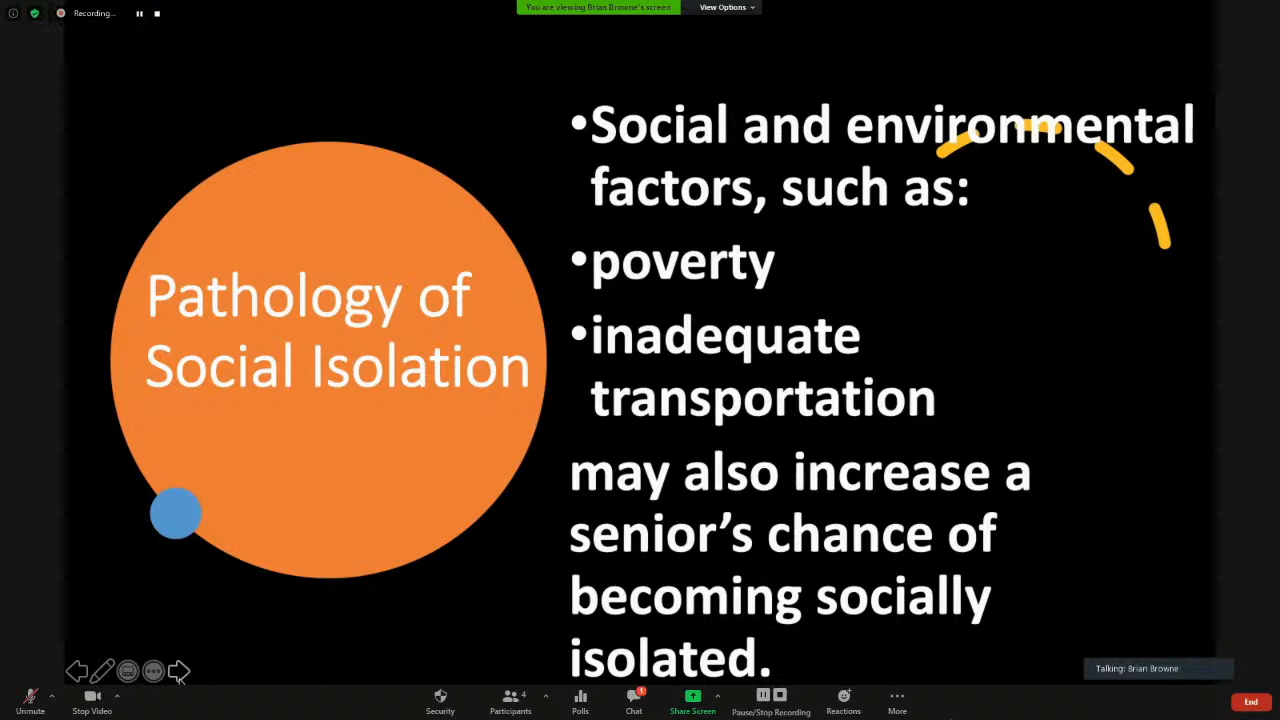 Recording...
You are viewing Brian Browne's screen
View Options
Pathology of
Social Isolation
•Social and environmental
factors, such as:
•poverty
•inadequate
transportation
may also increase a
senior’s chance of
becoming socially
isolated.
Talking: Brian Browne
Unmute
Stop Video
Security
Participants
4
Polls
Chat
1
Share Screen
Pause/Stop Recording
Reactions
More
End